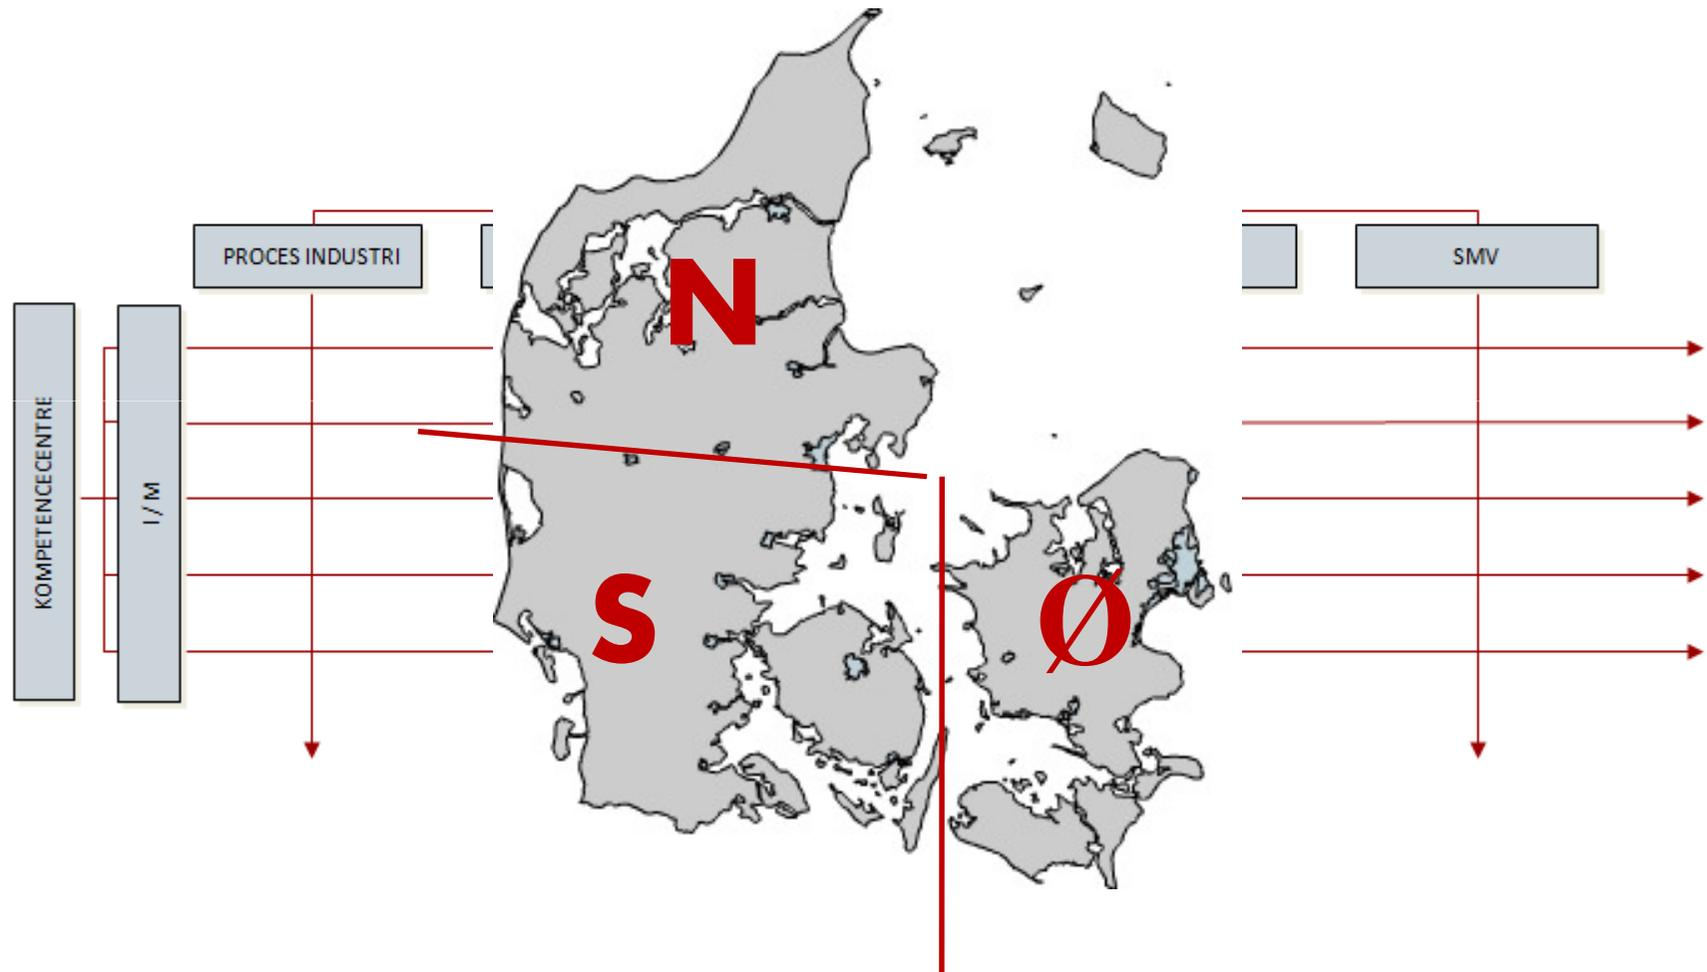 PROCES INDUSTRI
SMV
KOMPETENCECENTRE
I / M
N
S
Ø